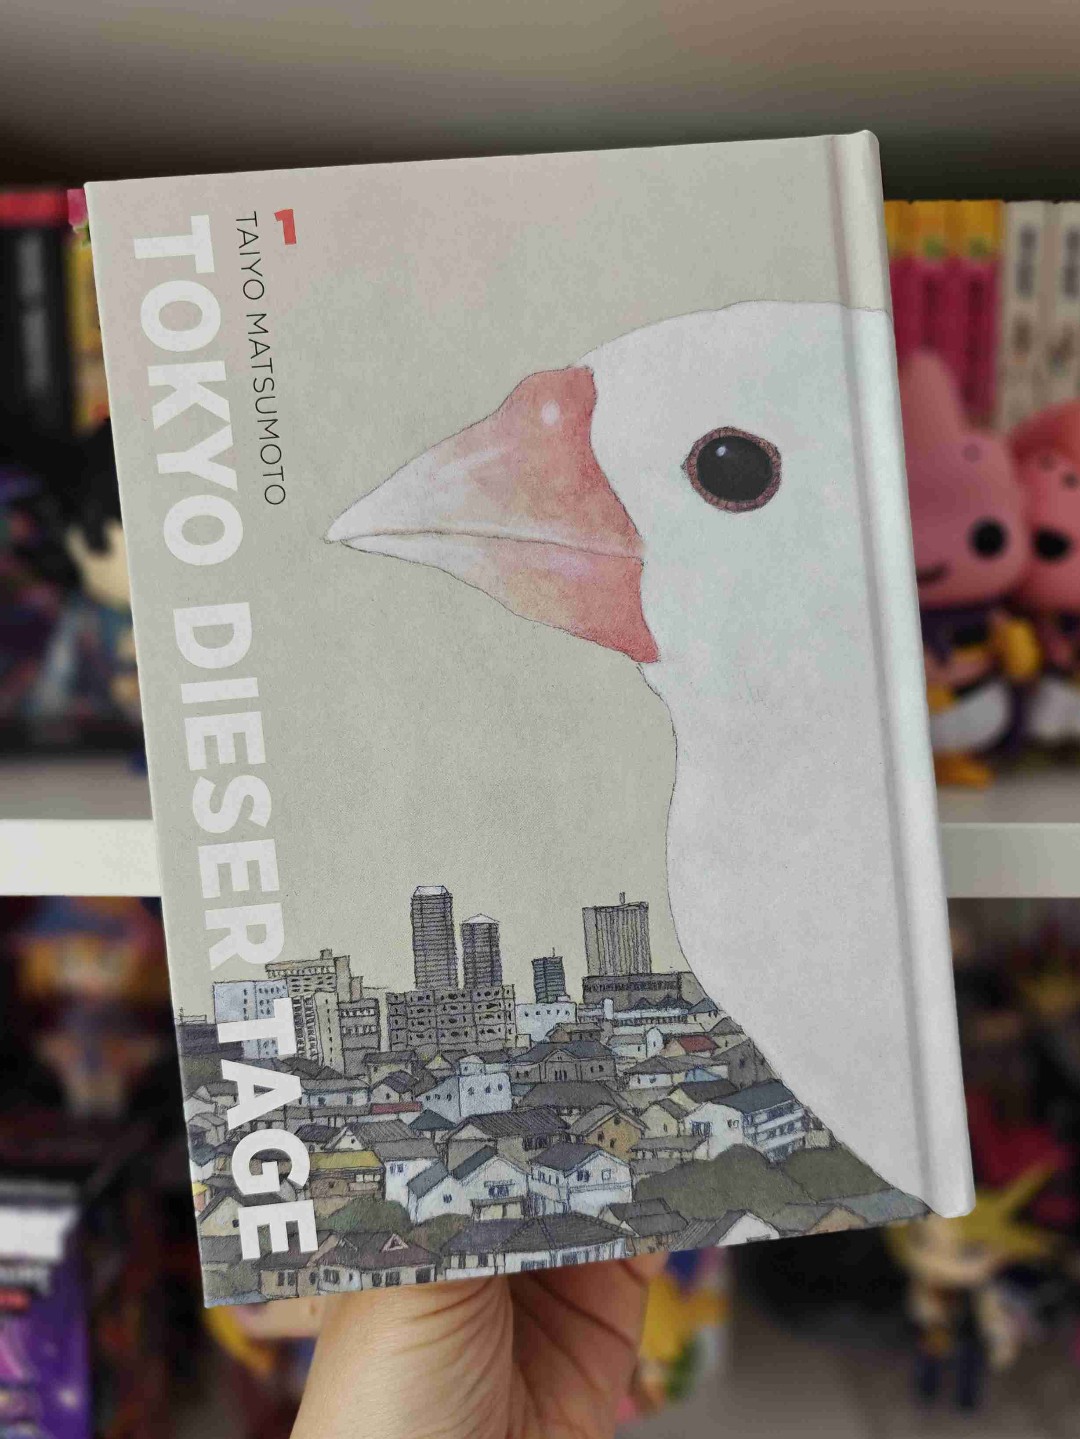 1
TAIYO MATSUMOTO
TOKYO DIESER TAGE